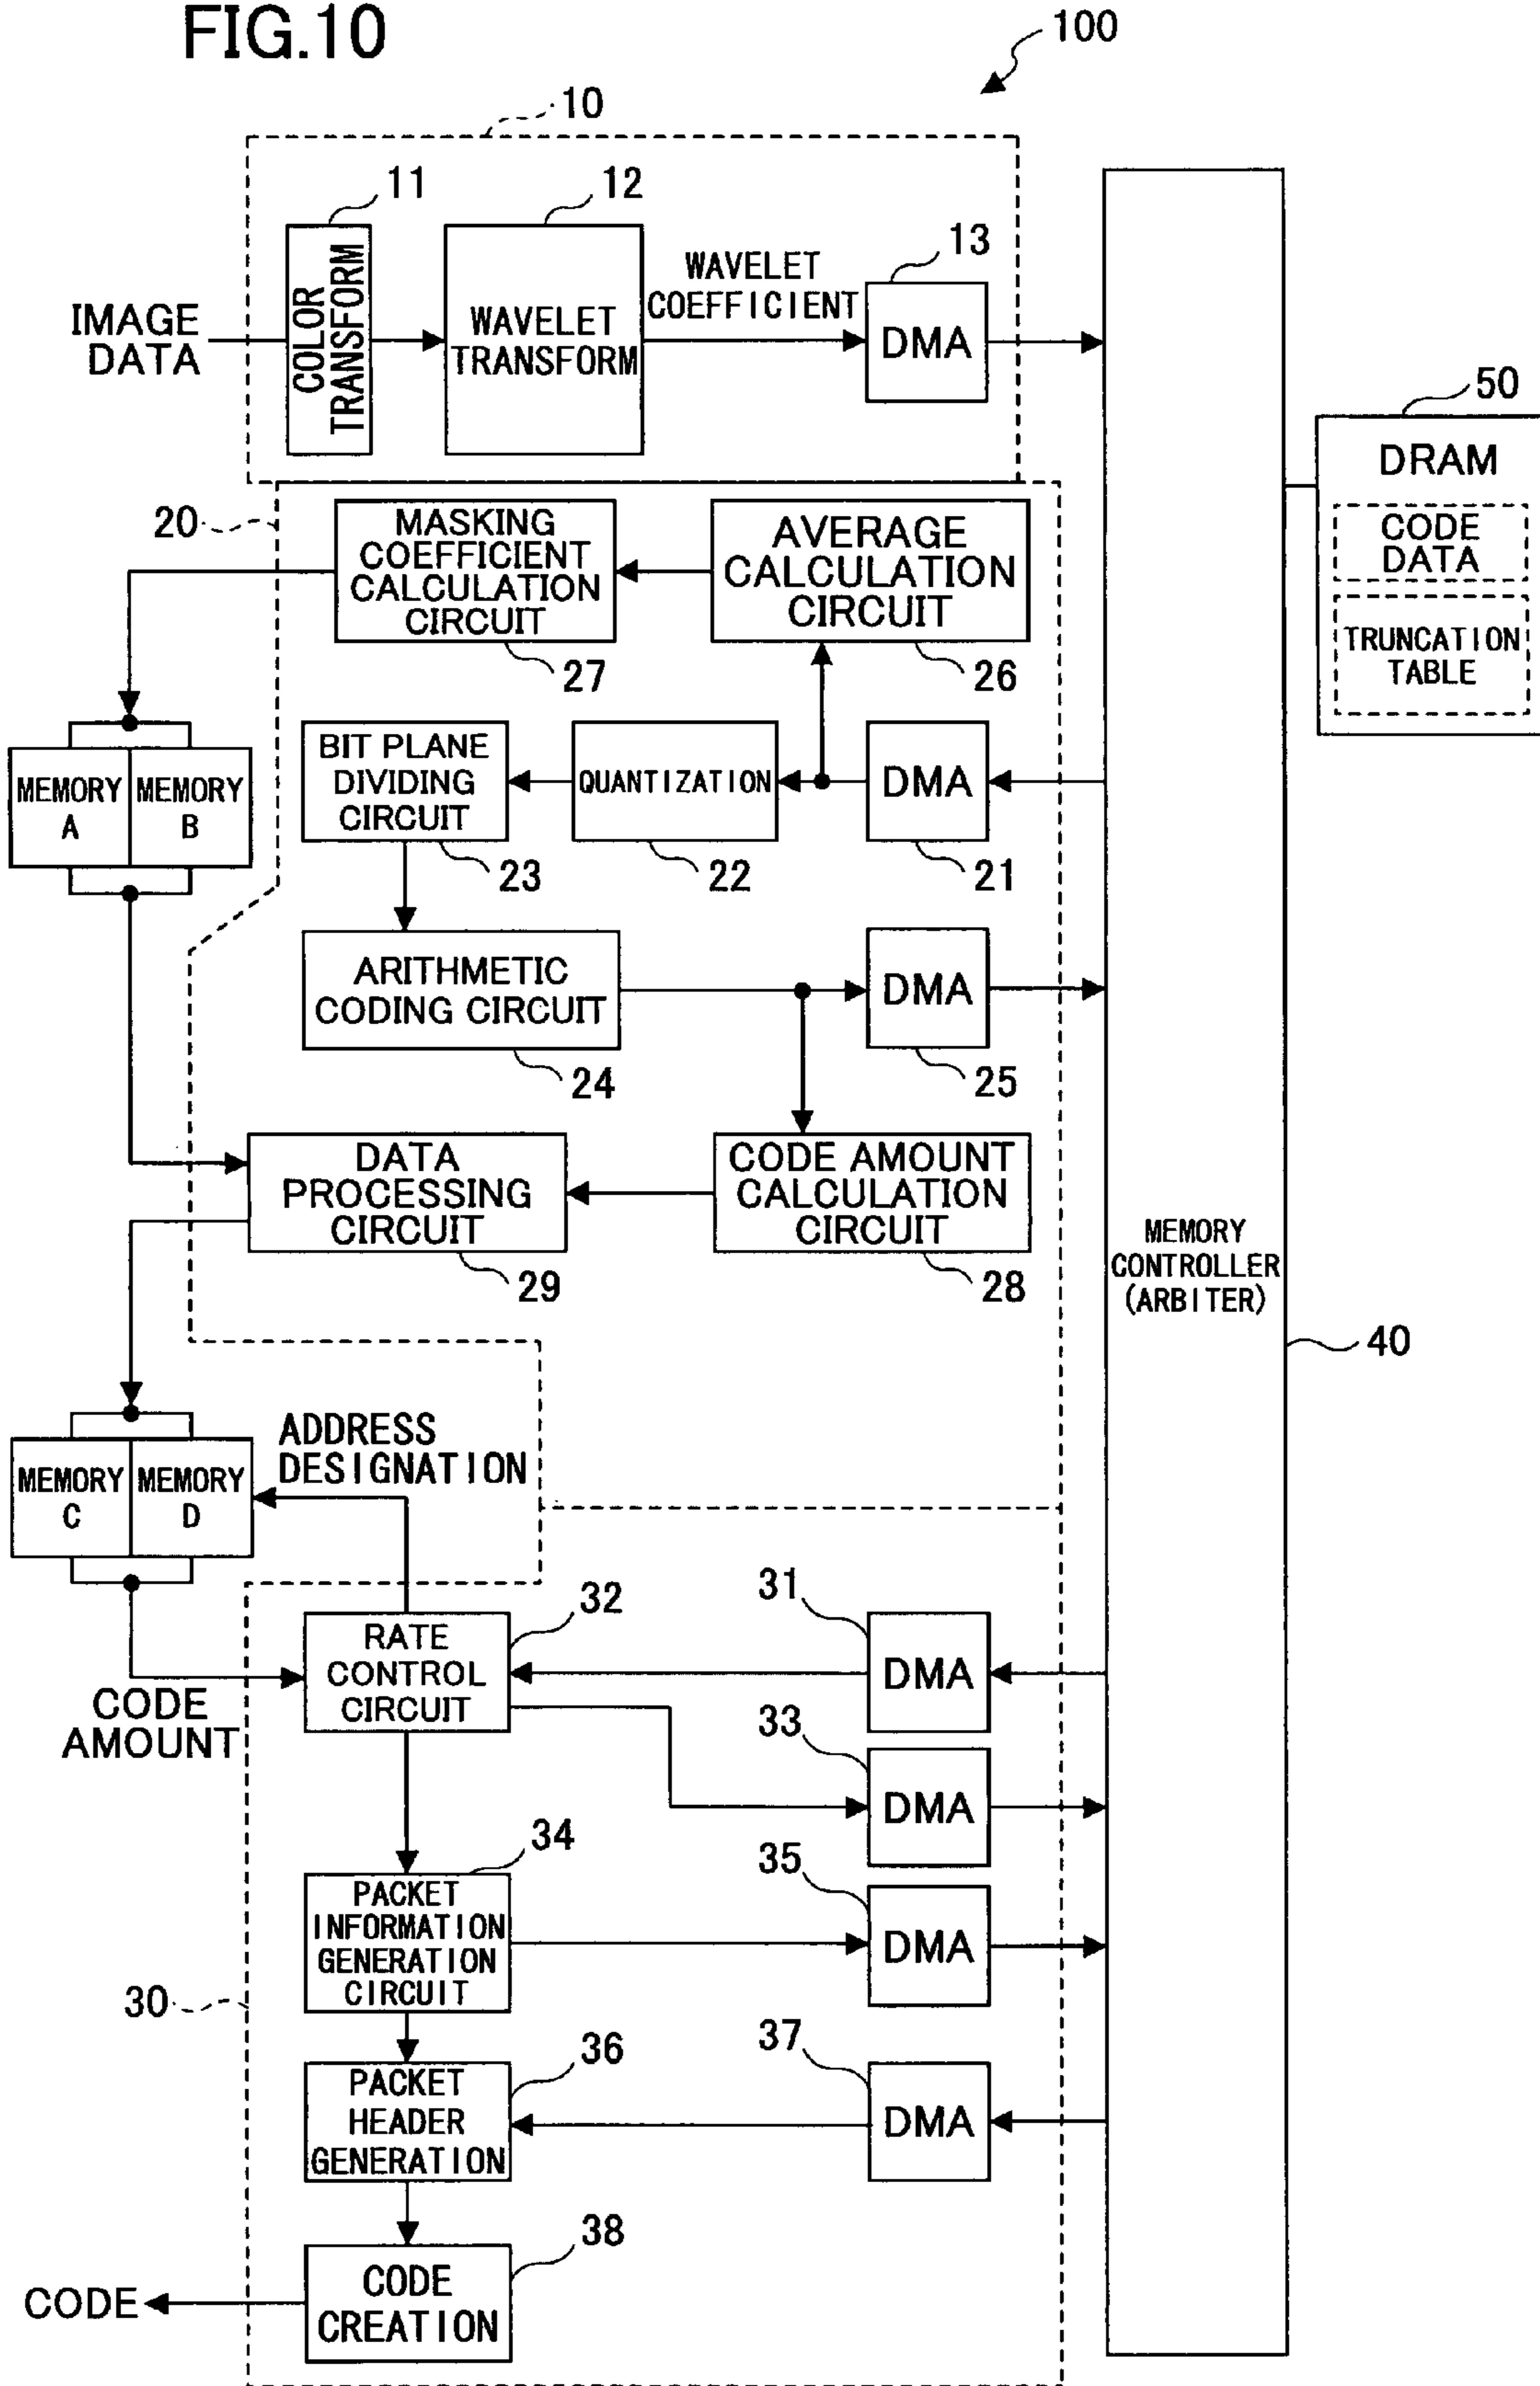 FIG.10
100
10
11
12
13
IMAGE
DATA
COLOR
TRANSFORM
WAVELET
TRANSFORM
WAVELET
COEFFICIENT
DMA
50
DRAM
CODE
DATA
TRUNCATION
TABLE
20
MASKING
COEFFICIENT
CALCULATION
CIRCUIT
27
AVERAGE
CALCULATION
CIRCUIT
26
MEMORY
A
MEMORY
B
BIT PLANE
DIVIDING
CIRCUIT
23
QUANTIZATION
22
DMA
21
ARITHMETIC
CODING CIRCUIT
24
DMA
25
DATA
PROCESSING
CIRCUIT
29
CODE AMOUNT
CALCULATION
CIRCUIT
28
MEMORY
CONTROLLER
(ARBITER)
40
MEMORY
C
MEMORY
D
ADDRESS
DESIGNATION
CODE
AMOUNT
RATE
CONTROL
CIRCUIT
32
31
DMA
33
DMA
34
PACKET
INFORMATION
GENERATION
CIRCUIT
35
DMA
30
36
PACKET
HEADER
GENERATION
37
DMA
38
CODE
CREATION
CODE